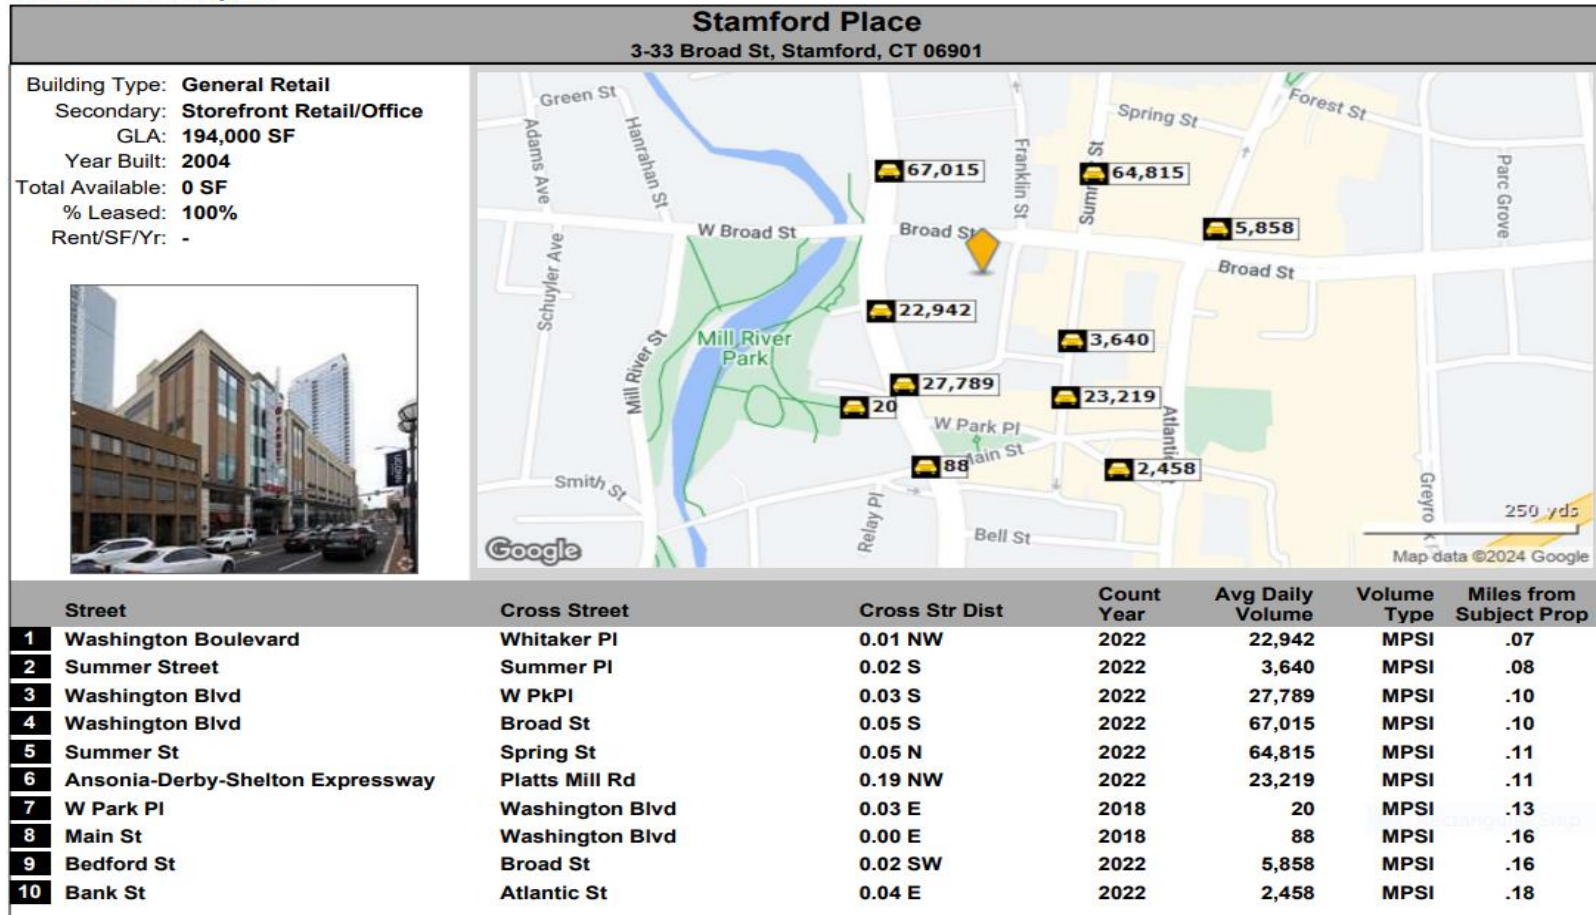 Stamford Place
3-33 Broad St, Stamford, CT 06901
Building Type: General Retail
Secondary: Storefront Retail/Office
GLA: 194,000 SF
Year Built: 2004
Total Available: 0 SF
% Leased: 100%
Rent/SF/Yr: -
Green St
Adams Ave
Hanrahan St
Schuyler Ave
W Broad St
Broad St
Franklin St
Spring St
Forest St
Parc Grove
67,015
64,815
5,858
Broad St
22,942
Mill River
Park
Mill River St
3,640
27,789
20
23,219
W Park Pl
Main St
88
2,458
Smith St
Relay Pl
Bell St
250 yds
Google
Map data ©2024 Google
Street Cross Street Cross Str Dist Count Year Avg Daily Volume Volume Type Miles from Subject Prop
1 Washington Boulevard Whitaker Pl 0.01 NW 2022 22,942 MPSI .07
2 Summer Street Summer Pl 0.02 S 2022 3,640 MPSI .08
3 Washington Blvd W PkPl 0.03 S 2022 27,789 MPSI .10
4 Washington Blvd Broad St 0.05 S 2022 67,015 MPSI .10
5 Summer St Spring St 0.05 N 2022 64,815 MPSI .11
6 Ansonia-Derby-Shelton Expressway Platts Mill Rd 0.19 NW 2022 23,219 MPSI .11
7 W Park Pl Washington Blvd 0.03 E 2018 20 MPSI .13
8 Main St Washington Blvd 0.00 E 2018 88 MPSI .16
9 Bedford St Broad St 0.02 SW 2022 5,858 MPSI .16
10 Bank St Atlantic St 0.04 E 2022 2,458 MPSI .18